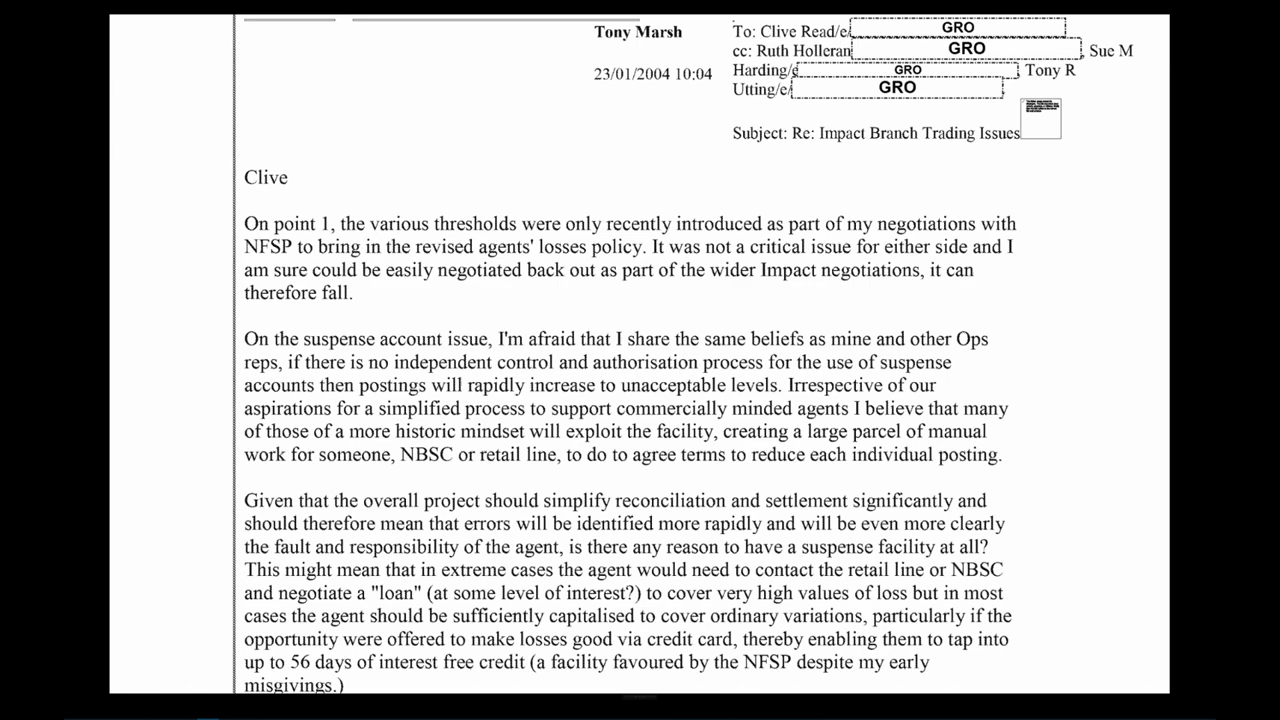 Tony Marsh
23/01/2004 10:04
To: Clive Read/e/ GRO
cc: Ruth Holleran GRO , Sue M
Harding/e GRO , Tony R
Utting/e/ GRO
Subject: Re: Impact Branch Trading Issues
Clive
On point 1, the various thresholds were only recently introduced as part of my negotiations with
NFSP to bring in the revised agents' losses policy. It was not a critical issue for either side and I
am sure could be easily negotiated back out as part of the wider Impact negotiations, it can
therefore fall.
On the suspense account issue, I'm afraid that I share the same beliefs as mine and other Ops
reps, if there is no independent control and authorisation process for the use of suspense
accounts then postings will rapidly increase to unacceptable levels. Irrespective of our
aspirations for a simplified process to support commercially minded agents I believe that many
of those of a more historic mindset will exploit the facility, creating a large parcel of manual
work for someone, NBSC or retail line, to do to agree terms to reduce each individual posting.
Given that the overall project should simplify reconciliation and settlement significantly and
should therefore mean that errors will be identified more rapidly and will be even more clearly
the fault and responsibility of the agent, is there any reason to have a suspense facility at all?
This might mean that in extreme cases the agent would need to contact the retail line or NBSC
and negotiate a "loan" (at some level of interest?) to cover very high values of loss but in most
cases the agent should be sufficiently capitalised to cover ordinary variations, particularly if the
opportunity were offered to make losses good via credit card, thereby enabling them to tap into
up to 56 days of interest free credit (a facility favoured by the NFSP despite my early
misgivings.)